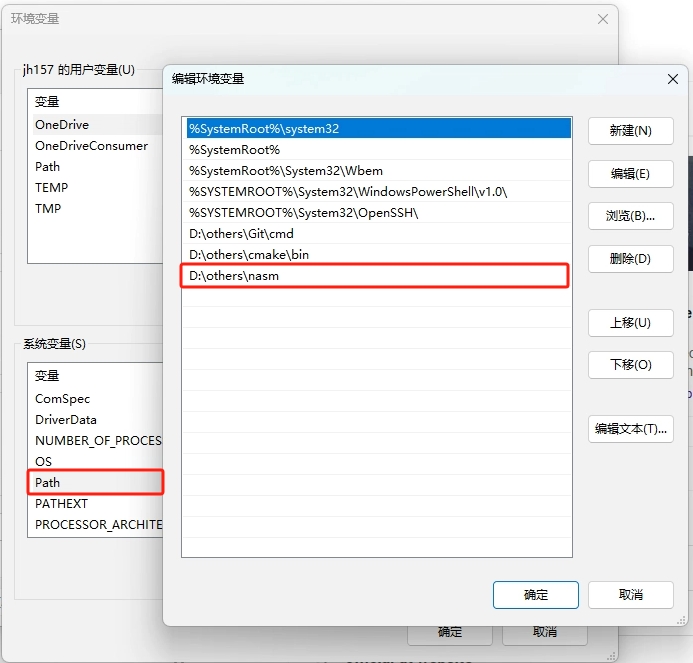 环境变量
jh157 的用户变量(U)
变量
OneDrive
OneDriveConsumer
Path
TEMP
TMP
系统变量(S)
变量
ComSpec
DriverData
NUMBER_OF_PROCES
OS
Path
PATHEXT
PROCESSOR_ARCHITE
编辑环境变量
%SystemRoot%\system32
%SystemRoot%
%SystemRoot%\System32\Wbem
%SYSTEMROOT%\System32\WindowsPowerShell\v1.0\
%SYSTEMROOT%\System32\OpenSSH\
D:\others\Git\cmd
D:\others\cmake\bin
D:\others\nasm
新建(N)
编辑(E)
浏览(B)...
删除(D)
上移(U)
下移(O)
编辑文本(T)...
确定
取消
确定
取消